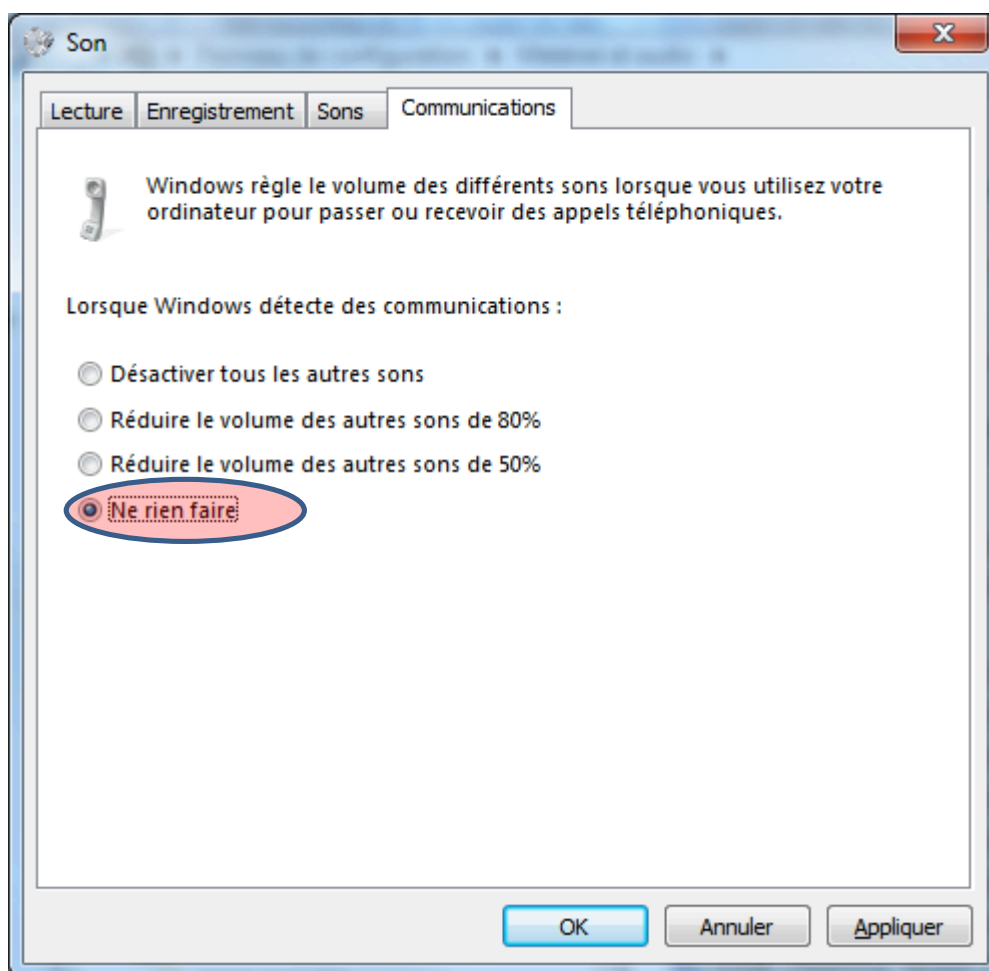 Son
Lecture Enregistrement Sons Communications
Windows règle le volume des différents sons lorsque vous utilisez votre
ordinateur pour passer ou recevoir des appels téléphoniques.
Lorsque Windows détecte des communications :
Désactiver tous les autres sons
Réduire le volume des autres sons de 80%
Réduire le volume des autres sons de 50%
Ne rien faire
OK Annuler Appliquer